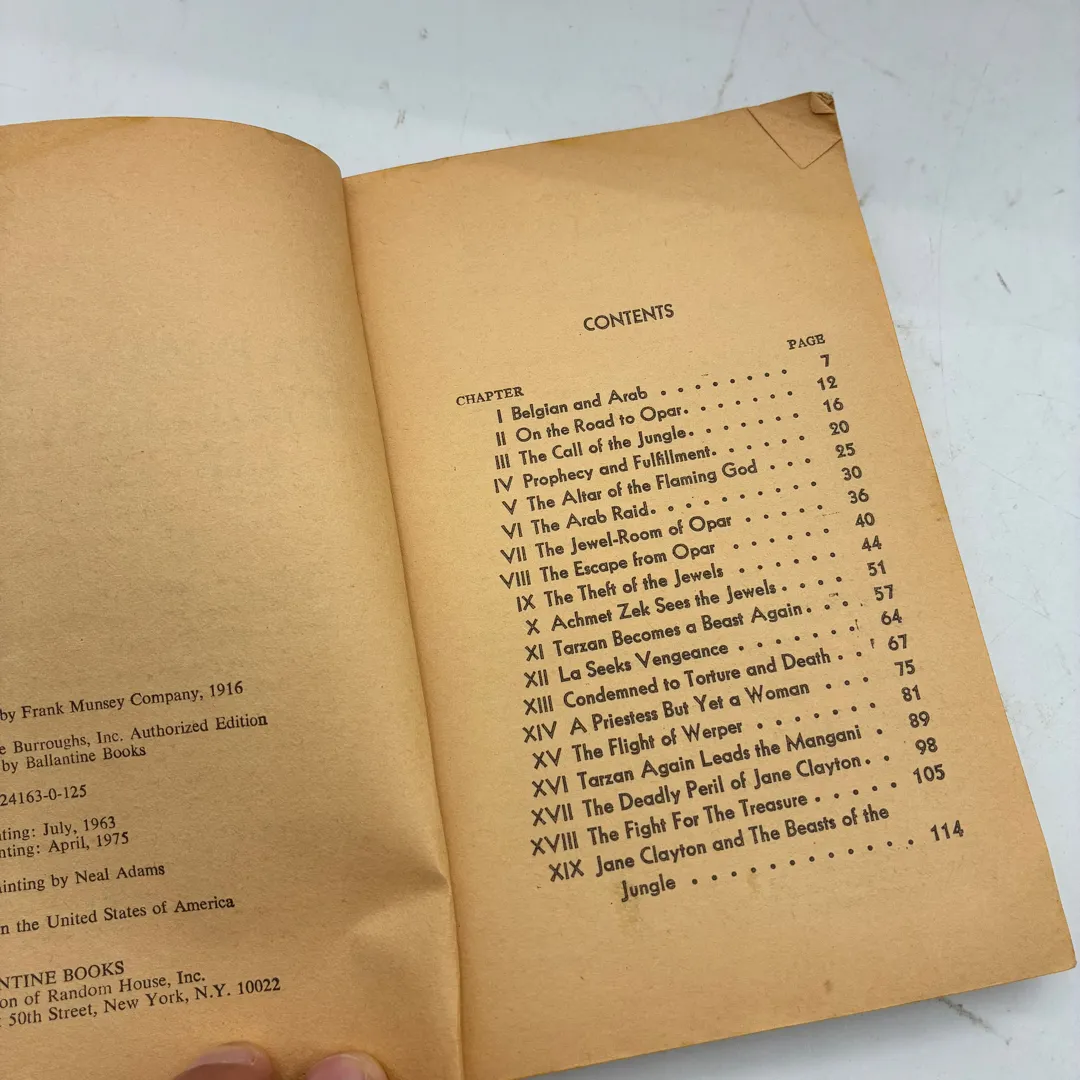 by Frank Munsey Company, 1916
e Burroughs, Inc. Authorized Edition
by Ballantine Books
24163-0-125
nting: July, 1963
nting: April, 1975
ainting by Neal Adams
n the United States of America
NTINE BOOKS
on of Random House, Inc.
50th Street, New York, N.Y. 10022
CONTENTS
CHAPTER PAGE
I Belgian and Arab . . . . . . . . 7
II On the Road to Opar. . . . . . . 12
III The Call of the Jungle. . . . . . . 16
IV Prophecy and Fulfillment. . . . . . 20
V The Altar of the Flaming God . . . 25
VI The Arab Raid. . . . . . . . . . 30
VII The Jewel-Room of Opar . . . . . 36
VIII The Escape from Opar . . . . . . 40
IX The Theft of the Jewels . . . . . . 44
X Achmet Zek Sees the Jewels . . . . 51
XI Tarzan Becomes a Beast Again. . . . 57
XII La Seeks Vengeance . . . . . . . 64
XIII Condemned to Torture and Death . . 67
XIV A Priestess But Yet a Woman . . . 75
XV The Flight of Werper . . . . . . . 81
XVI Tarzan Again Leads the Mangani . 89
XVII The Deadly Peril of Jane Clayton. . 98
XVIII The Fight For The Treasure . . . . . 105
XIX Jane Clayton and The Beasts of the
Jungle . . . . . . . . . . 114